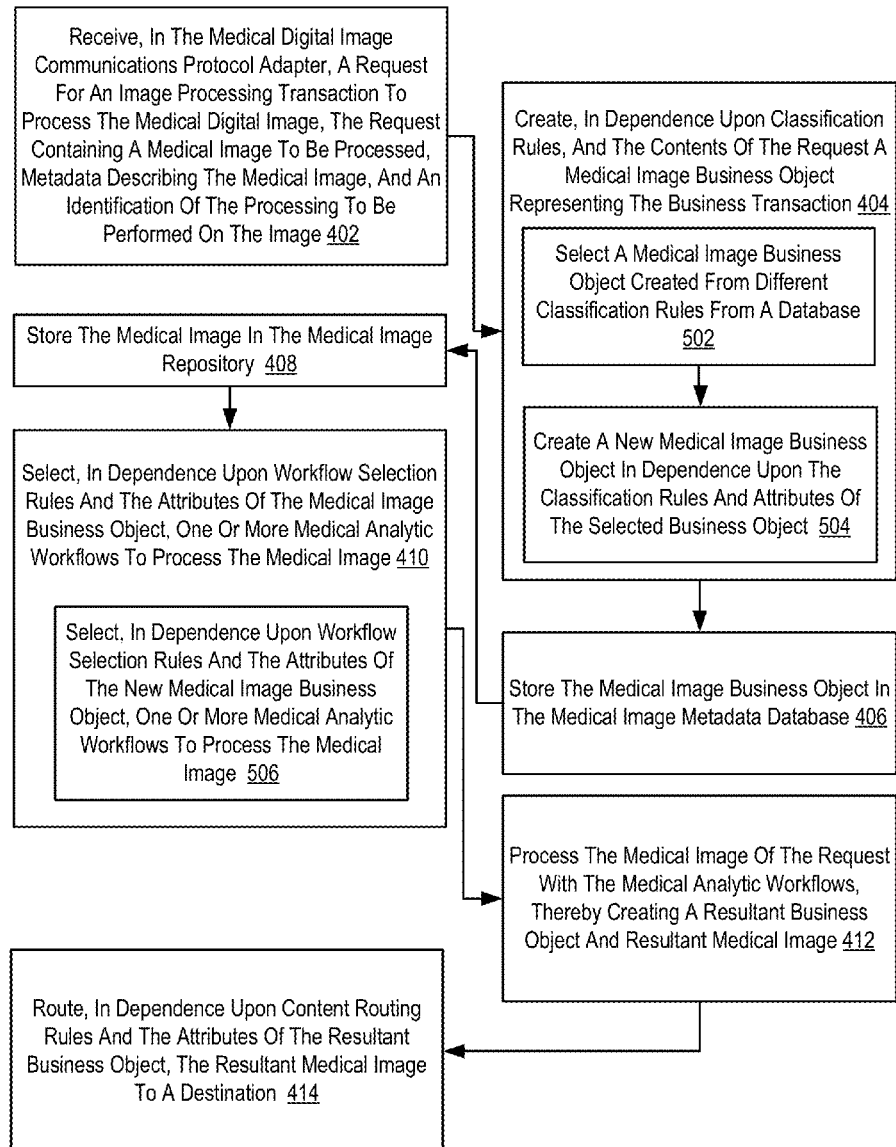 Receive, In The Medical Digital Image
Communications Protocol Adapter, A Request
For An Image Processing Transaction To
Process The Medical Digital Image, The Request
Containing A Medical Image To Be Processed,
Metadata Describing The Medical Image, And An
Identification Of The Processing To Be
Performed On The Image 402
Create, In Dependence Upon Classification
Rules, And The Contents Of The Request A
Medical Image Business Object
Representing The Business Transaction 404
Select A Medical Image Business
Object Created From Different
Classification Rules From A Database
502
Create A New Medical Image Business
Object In Dependence Upon The
Classification Rules And Attributes Of
The Selected Business Object 504
Store The Medical Image Business Object In
The Medical Image Metadata Database 406
Store The Medical Image In The Medical Image
Repository 408
Select, In Dependence Upon Workflow Selection
Rules And The Attributes Of The Medical Image
Business Object, One Or More Medical Analytic
Workflows To Process The Medical Image 410
Select, In Dependence Upon Workflow
Selection Rules And The Attributes Of
The New Medical Image Business
Object, One Or More Medical Analytic
Workflows To Process The Medical
Image 506
Process The Medical Image Of The Request
With The Medical Analytic Workflows,
Thereby Creating A Resultant Business
Object And Resultant Medical Image 412
Route, In Dependence Upon Content Routing
Rules And The Attributes Of The Resultant
Business Object, The Resultant Medical Image
To A Destination 414